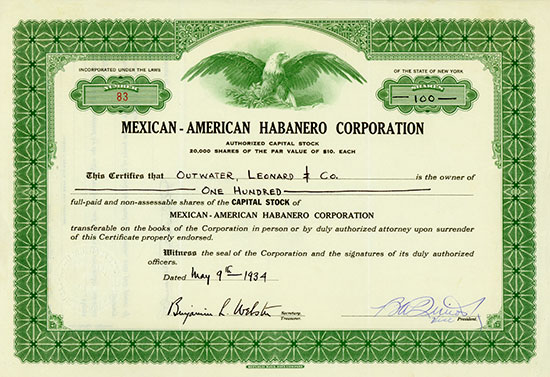 INCORPORATED UNDER THE LAWS
OF THE STATE OF NEW YORK
NUMBER
83
SHARES
100
MEXICAN-AMERICAN HABANERO CORPORATION
AUTHORIZED CAPITAL STOCK
20,000 SHARES OF THE PAR VALUE OF $10. EACH
This Certifies that OUTWATER, LEONARD & CO. is the owner of
ONE HUNDRED
full-paid and non-assessable shares of the CAPITAL STOCK of
MEXICAN-AMERICAN HABANERO CORPORATION
transferable on the books of the Corporation in person or by duly authorized attorney upon surrender
of this Certificate properly endorsed.
Witness the seal of the Corporation and the signatures of its duly authorized
officers.
Dated May 9th 1934
Benjamin L. Webster
Secretary.
Treasurer.
Vice President.